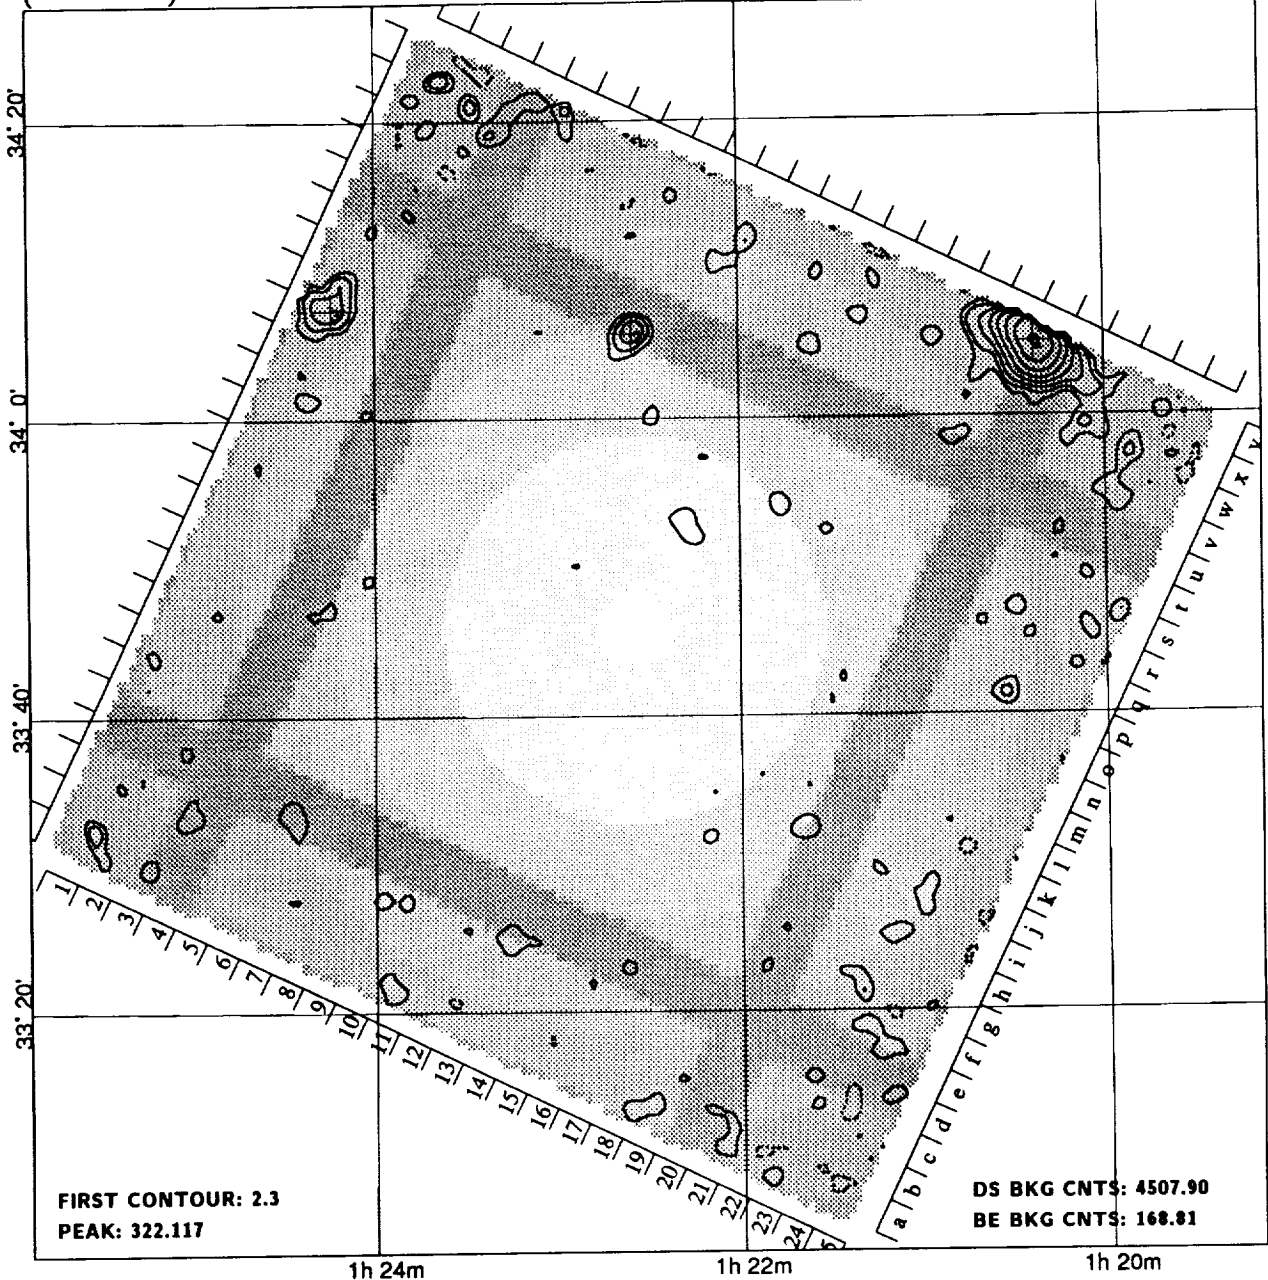 34° 20'
34° 0'
33° 40'
33° 20'
1h 24m
1h 22m
1h 20m
1 2 3 4 5 6 7 8 9 10 11 12 13 14 15 16 17 18 19 20 21 22 23 24
a b c d e f g h i j k l m n o p q r s t u v w x y
FIRST CONTOUR: 2.3
PEAK: 322.117
DS BKG CNTS: 4507.90
BE BKG CNTS: 168.81